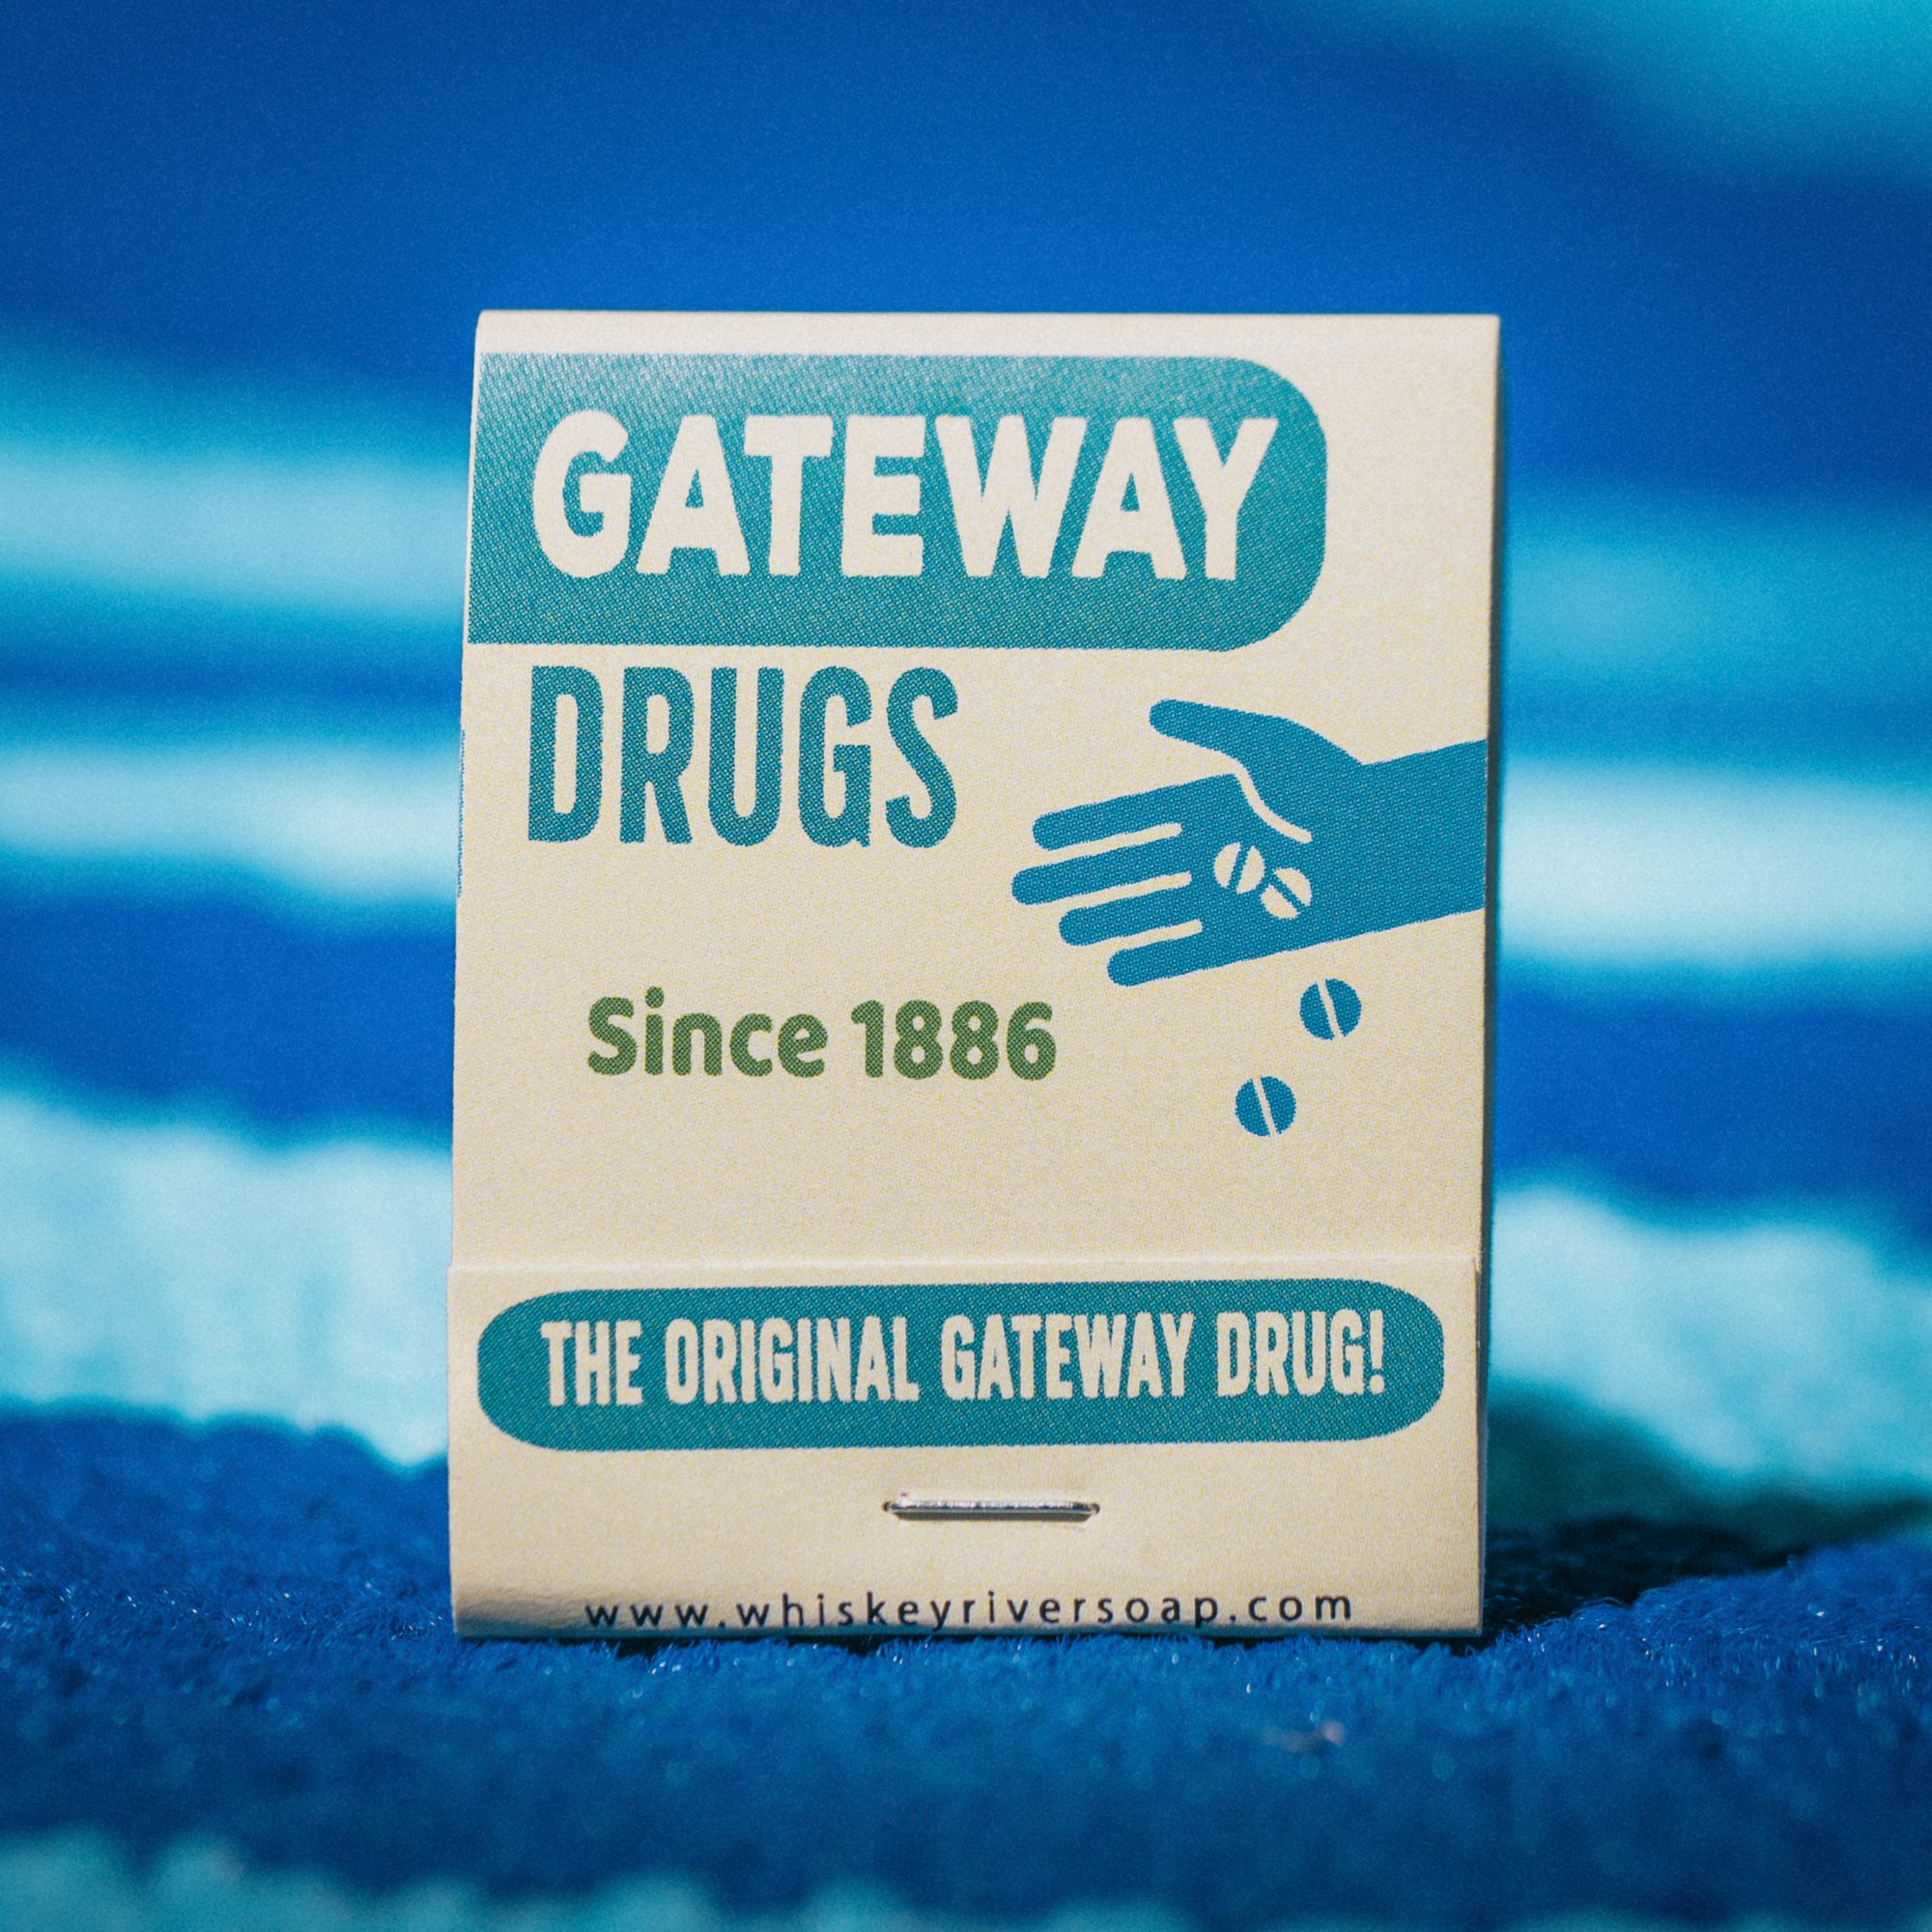 GATEWAY
DRUGS
Since 1886
THE ORIGINAL GATEWAY DRUG!
www.whiskeyriversoap.com